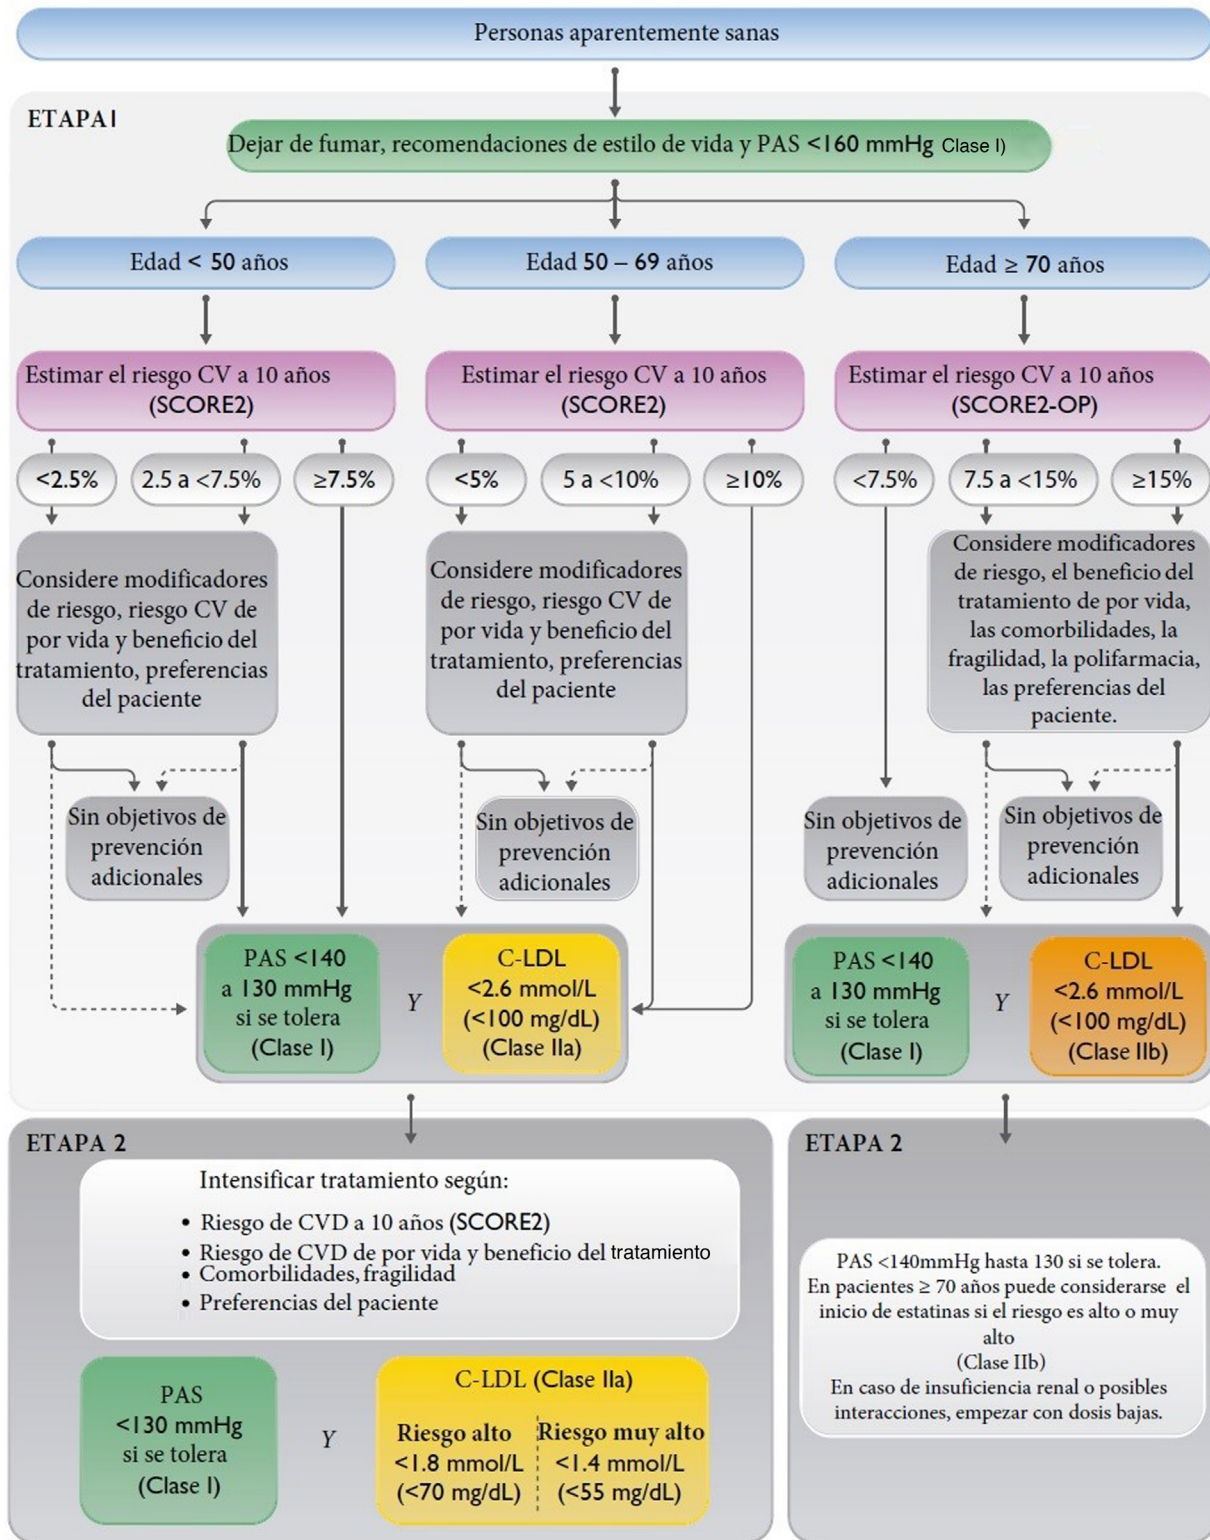 Personas aparentemente sanas
ETAPA1
Dejar de fumar, recomendaciones de estilo de vida y PAS <160 mmHg Clase I)
Edad < 50 años
Edad 50 – 69 años
Edad ≥ 70 años
Estimar el riesgo CV a 10 años
(SCORE2)
Estimar el riesgo CV a 10 años
(SCORE2)
Estimar el riesgo CV a 10 años
(SCORE2-OP)
<2.5%
2.5 a <7.5%
≥7.5%
<5%
5 a <10%
≥10%
<7.5%
7.5 a <15%
≥15%
Considere modificadores
de riesgo, riesgo CV de
por vida y beneficio del
tratamiento, preferencias
del paciente
Considere modificadores
de riesgo, riesgo CV de
por vida y beneficio del
tratamiento, preferencias
del paciente
Considere modificadores
de riesgo, el beneficio del
tratamiento de por vida,
las comorbilidades, la
fragilidad, la polifarmacia,
las preferencias del
paciente.
Sin objetivos de
prevención
adicionales
Sin objetivos de
prevención
adicionales
Sin objetivos de
prevención
adicionales
Sin objetivos de
prevención
adicionales
PAS <140
a 130 mmHg
si se tolera
(Clase I)
Y
C-LDL
<2.6 mmol/L
(<100 mg/dL)
(Clase IIa)
PAS <140
a 130 mmHg
si se tolera
(Clase I)
Y
C-LDL
<2.6 mmol/L
(<100 mg/dL)
(Clase IIb)
ETAPA 2
Intensificar tratamiento según:
• Riesgo de CVD a 10 años (SCORE2)
• Riesgo de CVD de por vida y beneficio del tratamiento
• Comorbilidades, fragilidad
• Preferencias del paciente
PAS
<130 mmHg
si se tolera
(Clase I)
Y
C-LDL (Clase IIa)
Riesgo alto
<1.8 mmol/L
(<70 mg/dL)
Riesgo muy alto
<1.4 mmol/L
(<55 mg/dL)
ETAPA 2
PAS <140mmHg hasta 130 si se tolera.
En pacientes ≥ 70 años puede considerarse el
inicio de estatinas si el riesgo es alto o muy
alto
(Clase IIb)
En caso de insuficiencia renal o posibles
interacciones, empezar con dosis bajas.